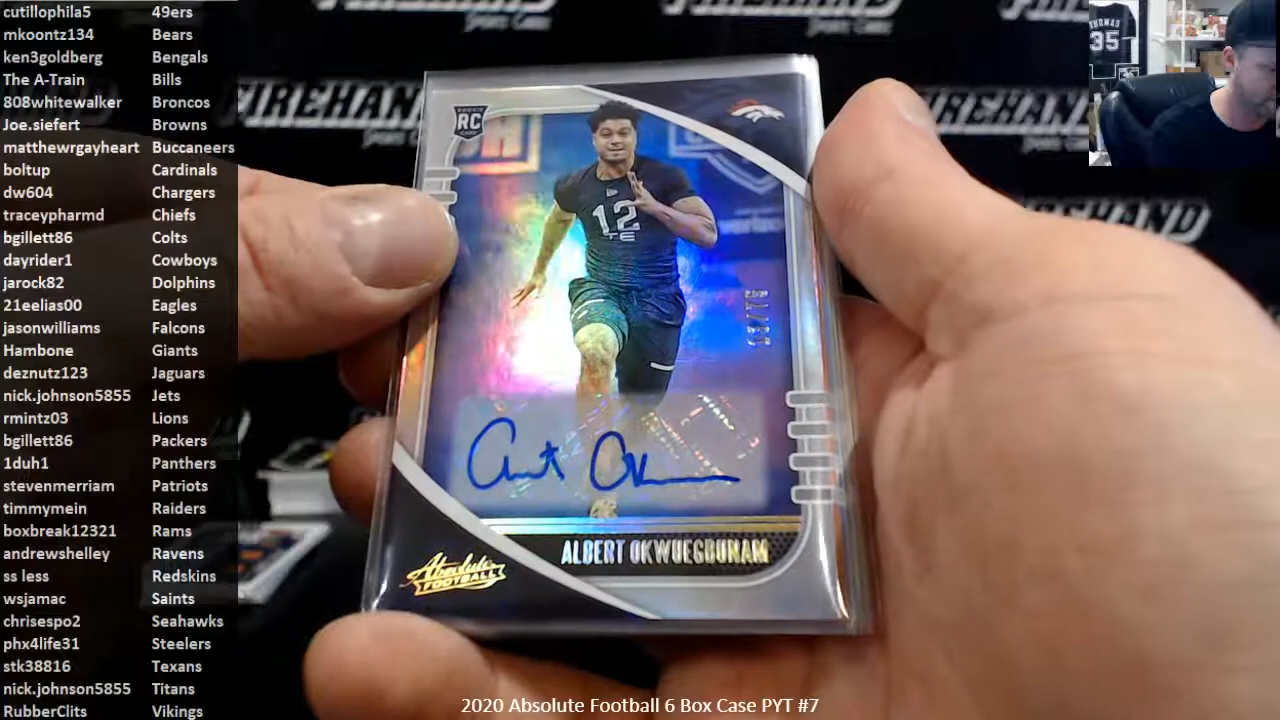 cutillophila5 49ers
mkoontz134 Bears
ken3goldberg Bengals
The A-Train Bills
808whitewalker Broncos
Joe.siefert Browns
matthewrgayheart Buccaneers
boltup Cardinals
dw604 Chargers
traceypharmd Chiefs
bgillett86 Colts
dayrider1 Cowboys
jarock82 Dolphins
21eelias00 Eagles
jasonwilliams Falcons
Hambone Giants
deznutz123 Jaguars
nick.johnson5855 Jets
rmintz03 Lions
bgillett86 Packers
1duh1 Panthers
stevenmerriam Patriots
timmymein Raiders
boxbreak12321 Rams
andrewshelley Ravens
ss less Redskins
wsjamac Saints
chrisespo2 Seahawks
phx4life31 Steelers
stk38816 Texans
nick.johnson5855 Titans
RubberClits Vikings
FIREHAND
FIREHAND
THOMAS
35
RC
12
TE
ALBERT OKWUEGBUNAM
Absolute
FOOTBALL
2020 Absolute Football 6 Box Case PYT #7